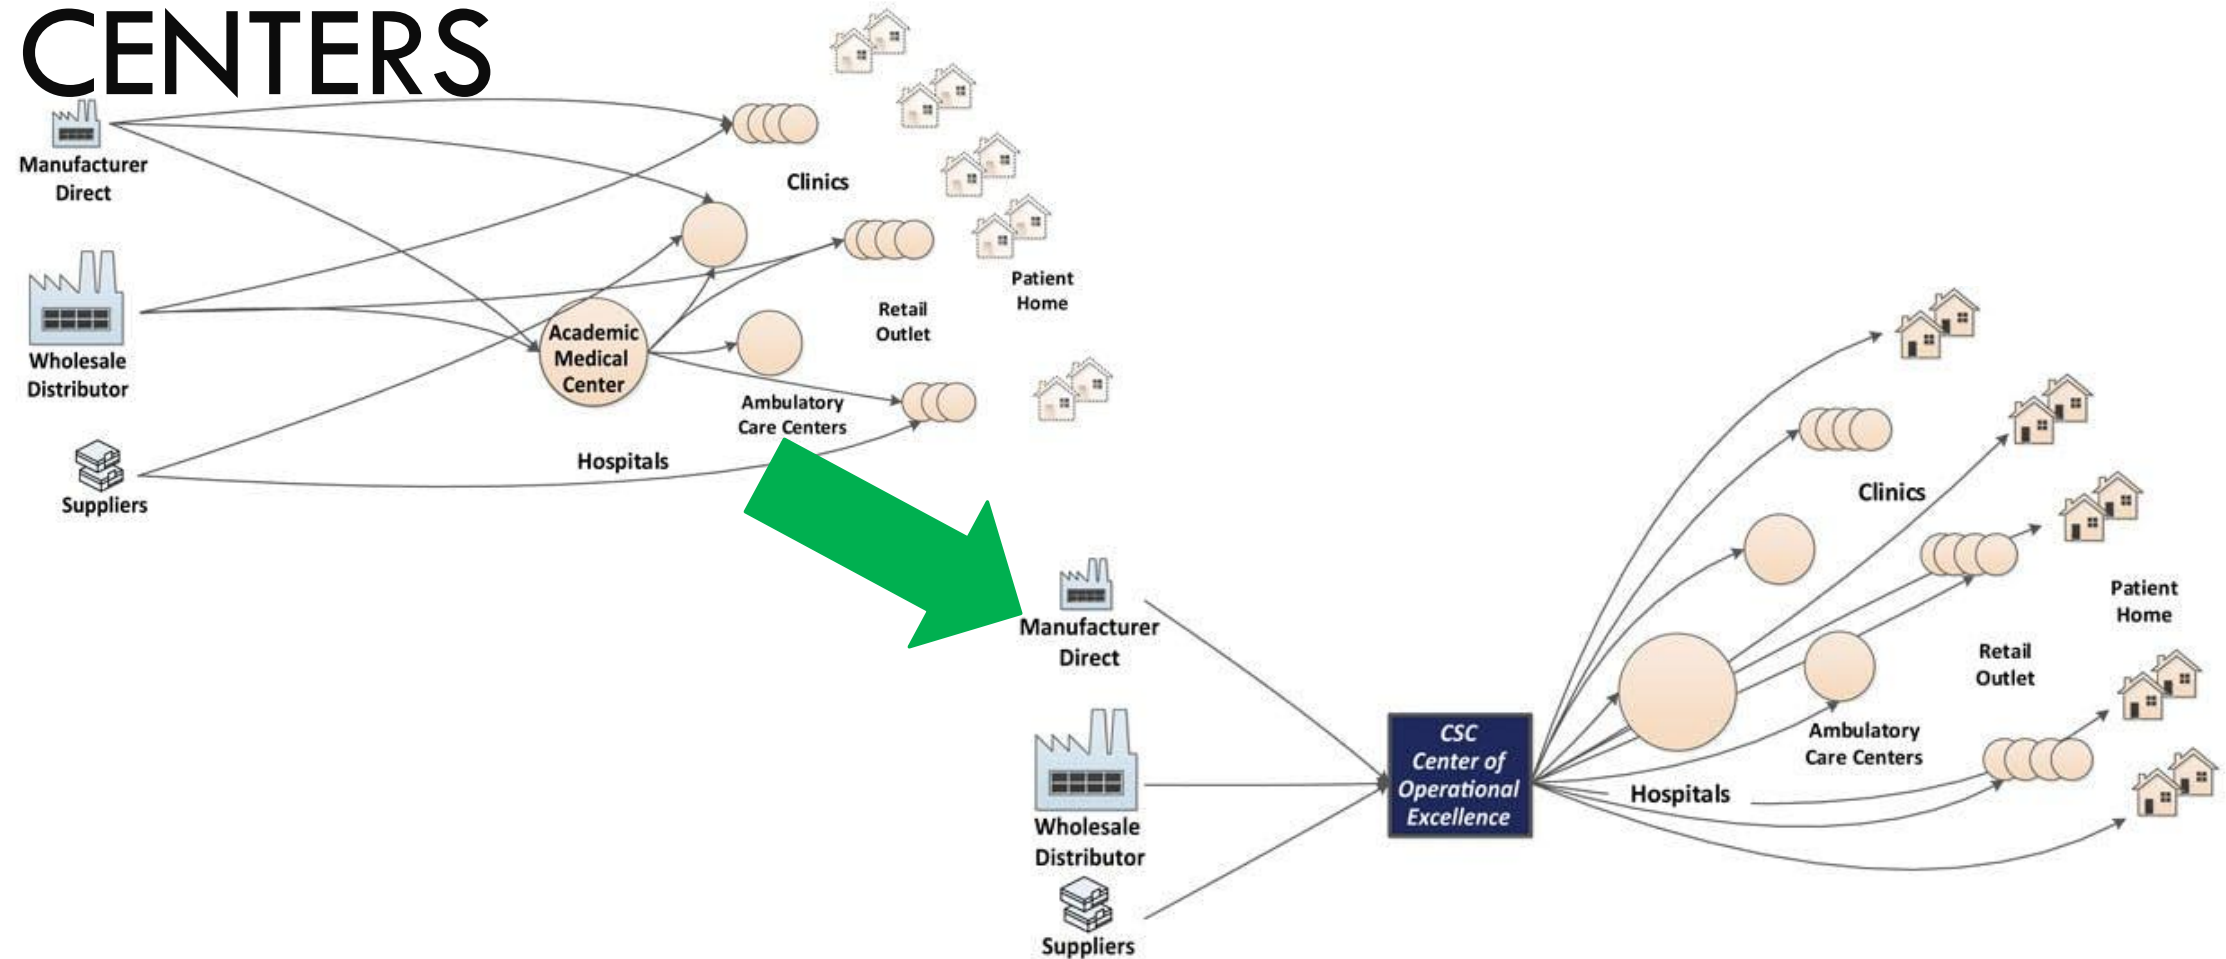 CENTERS
Manufacturer
Direct
Clinics
Wholesale
Distributor
Academic
Medical
Center
Retail
Outlet
Patient
Home
Ambulatory
Care Centers
Hospitals
Suppliers
Manufacturer
Direct
Wholesale
Distributor
Suppliers
CSC
Center of
Operational
Excellence
Clinics
Patient
Home
Retail
Outlet
Ambulatory
Care Centers
Hospitals